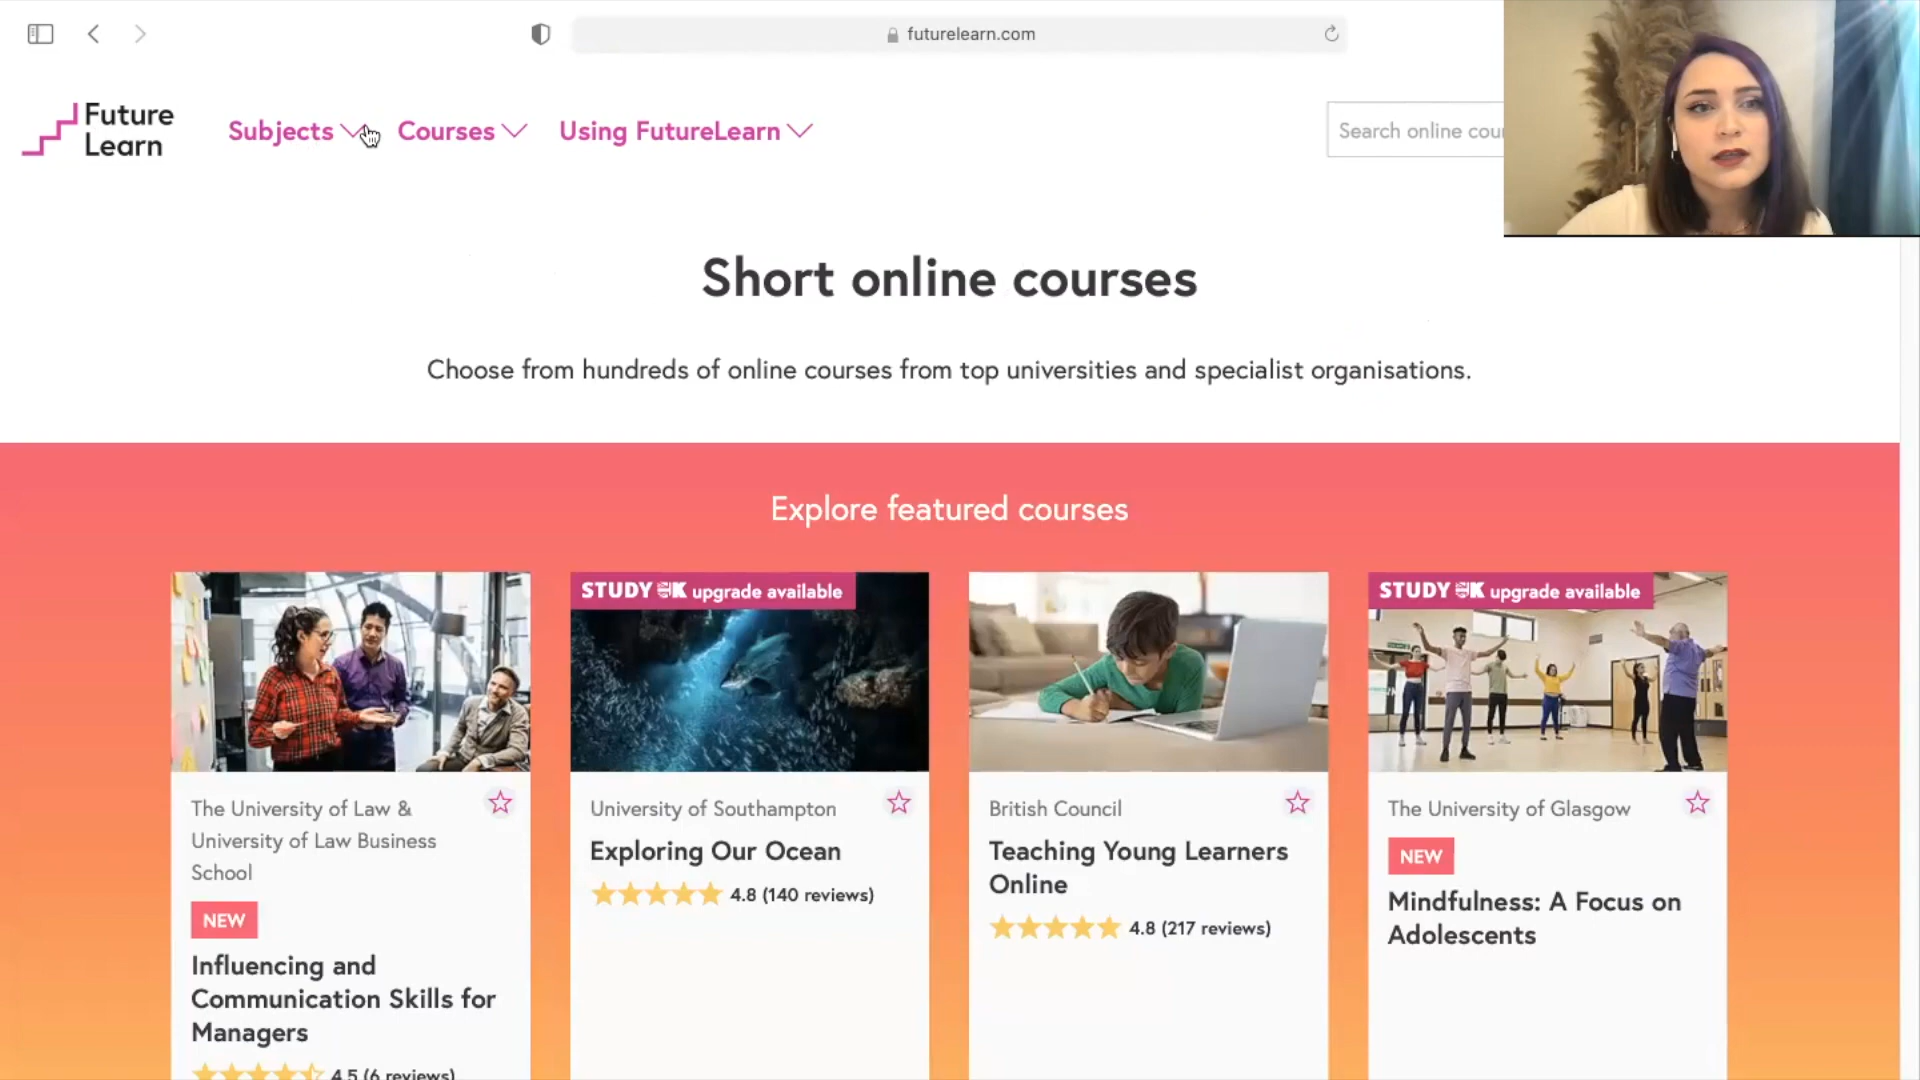 futurelearn.com
Future
Learn
Subjects
Courses
Using FutureLearn
Search online
Short online courses
Choose from hundreds of online courses from top universities and specialist organisations.
Explore featured courses
The University of Law &
University of Law Business
School
NEW
Influencing and
Communication Skills for
Managers
4.5 (6 reviews)
STUDY UK upgrade available
University of Southampton
Exploring Our Ocean
4.8 (140 reviews)
British Council
Teaching Young Learners
Online
4.8 (217 reviews)
STUDY UK upgrade available
The University of Glasgow
NEW
Mindfulness: A Focus on
Adolescents